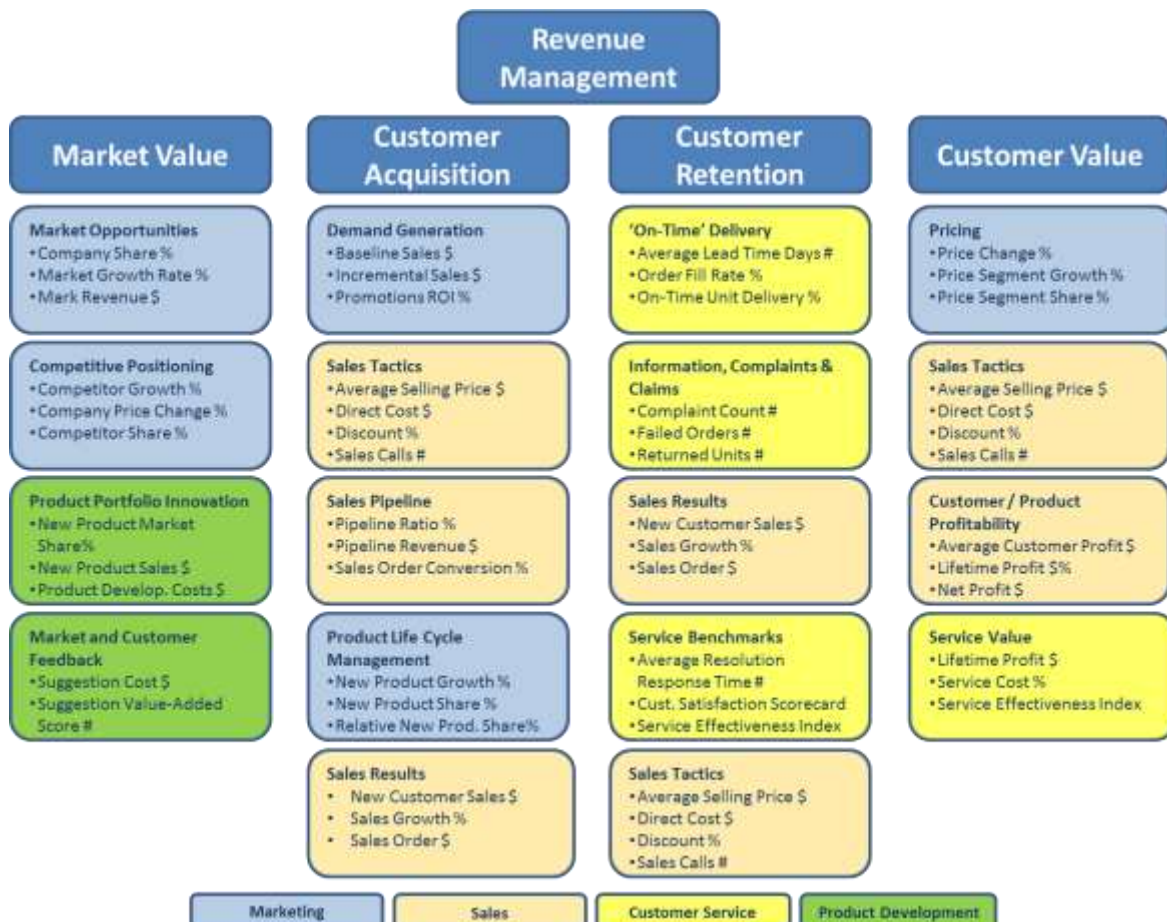 Revenue
Management
Market Value
Customer
Acquisition
Customer
Retention
Customer Value
Market Opportunities
•Company Share %
•Market Growth Rate %
•Mark Revenue $
Competitive Positioning
•Competitor Growth %
•Company Price Change %
•Competitor Share %
Product Portfolio Innovation
•New Product Market
Share%
•New Product Sales $
•Product Develop. Costs $
Market and Customer
Feedback
•Suggestion Cost $
•Suggestion Value-Added
Score #
Demand Generation
•Baseline Sales $
•Incremental Sales $
•Promotions ROI %
Sales Tactics
•Average Selling Price $
•Direct Cost $
•Discount %
•Sales Calls #
Sales Pipeline
•Pipeline Ratio %
•Pipeline Revenue $
•Sales Order Conversion %
Product Life Cycle
Management
•New Product Growth %
•New Product Share %
•Relative New Prod. Share%
Sales Results
• New Customer Sales $
• Sales Growth %
• Sales Order $
'On-Time' Delivery
•Average Lead Time Days #
•Order Fill Rate %
•On-Time Unit Delivery %
Information, Complaints &
Claims
•Complaint Count #
•Failed Orders #
•Returned Units #
Sales Results
•New Customer Sales $
•Sales Growth %
•Sales Order $
Service Benchmarks
•Average Resolution
Response Time #
•Cust. Satisfaction Scorecard
•Service Effectiveness Index
Sales Tactics
•Average Selling Price $
•Direct Cost $
•Discount %
•Sales Calls #
Pricing
•Price Change %
•Price Segment Growth %
•Price Segment Share %
Sales Tactics
•Average Selling Price $
•Direct Cost $
•Discount %
•Sales Calls #
Customer / Product
Profitability
•Average Customer Profit $
•Lifetime Profit $%
•Net Profit $
Service Value
•Lifetime Profit $
•Service Cost %
•Service Effectiveness Index
Marketing
Sales
Customer Service
Product Development